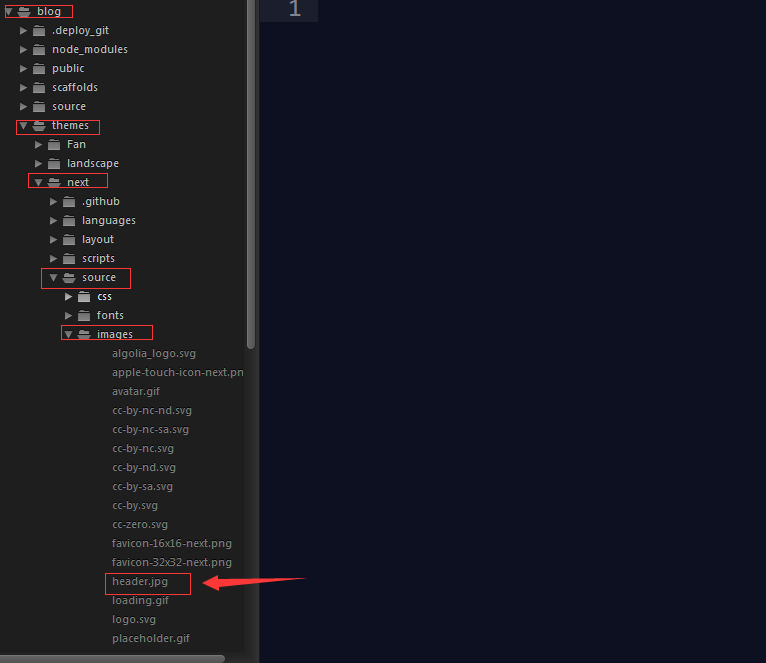 blog
1
.deploy_git
node_modules
public
scaffolds
source
themes
Fan
landscape
next
.github
languages
layout
scripts
source
css
fonts
images
algolia_logo.svg
apple-touch-icon-next.pn
avatar.gif
cc-by-nc-nd.svg
cc-by-nc-sa.svg
cc-by-nc.svg
cc-by-nd.svg
cc-by-sa.svg
cc-by.svg
cc-zero.svg
favicon-16x16-next.png
favicon-32x32-next.png
header.jpg
loading.gif
logo.svg
placeholder.gif